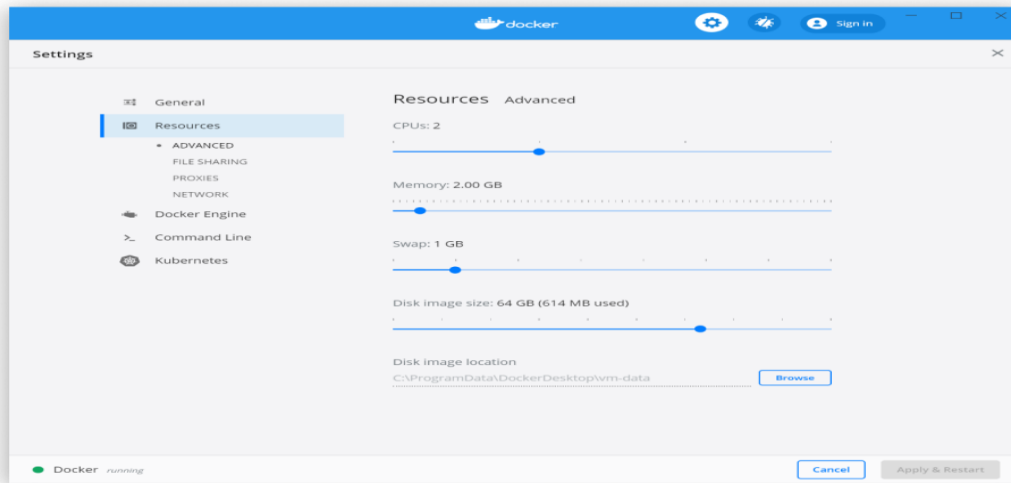 docker
Sign in
Settings
General
Resources
ADVANCED
FILE SHARING
PROXIES
NETWORK
Docker Engine
Command Line
Kubernetes
Resources Advanced
CPUs: 2
Memory: 2.00 GB
Swap: 1 GB
Disk image size: 64 GB (614 MB used)
Disk image location
C:\ProgramData\DockerDesktop\vm-data
Browse
Docker running
Cancel
Apply & Restart